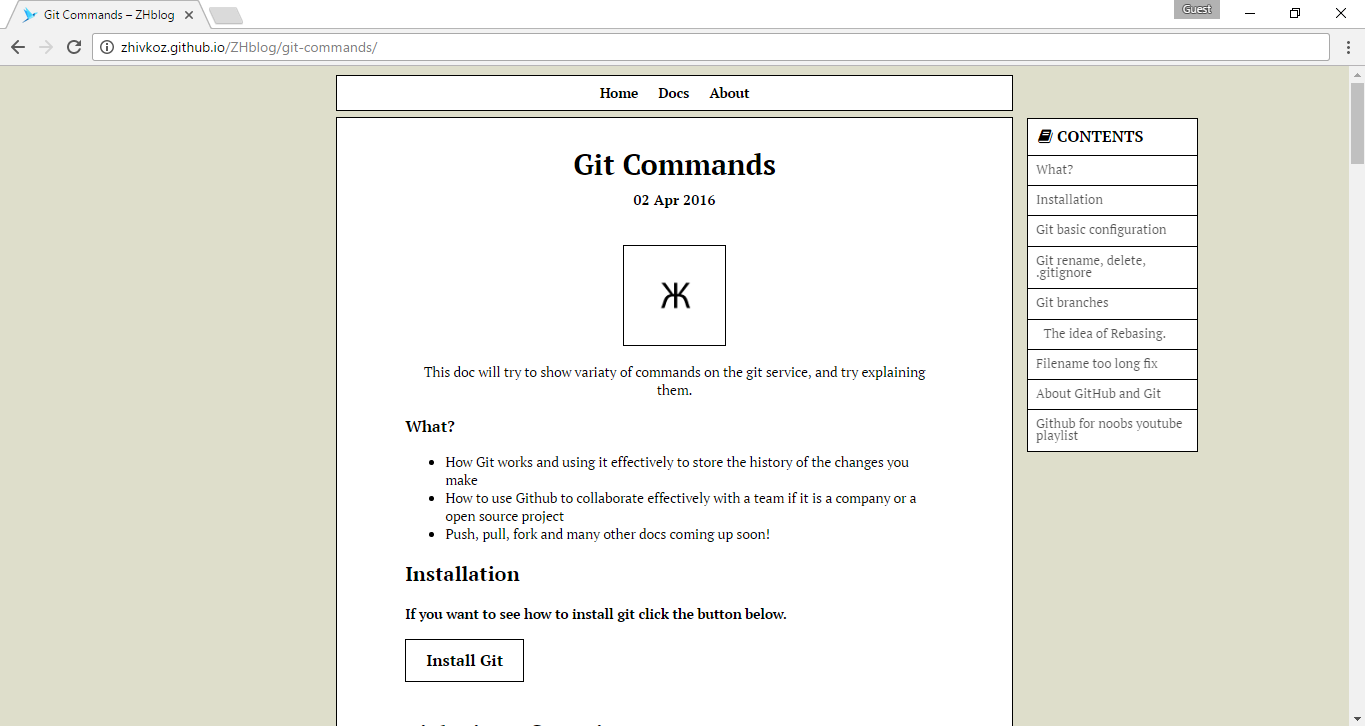 Git Commands – ZHblog
Guest
zhivkoz.github.io/ZHblog/git-commands/
Home Docs About
Git Commands
02 Apr 2016
Ж
This doc will try to show variaty of commands on the git service, and try explaining
them.
What?
How Git works and using it effectively to store the history of the changes you
make
How to use Github to collaborate effectively with a team if it is a company or a
open source project
Push, pull, fork and many other docs coming up soon!
Installation
If you want to see how to install git click the button below.
Install Git
CONTENTS
What?
Installation
Git basic configuration
Git rename, delete,
.gitignore
Git branches
The idea of Rebasing.
Filename too long fix
About GitHub and Git
Github for noobs youtube
playlist